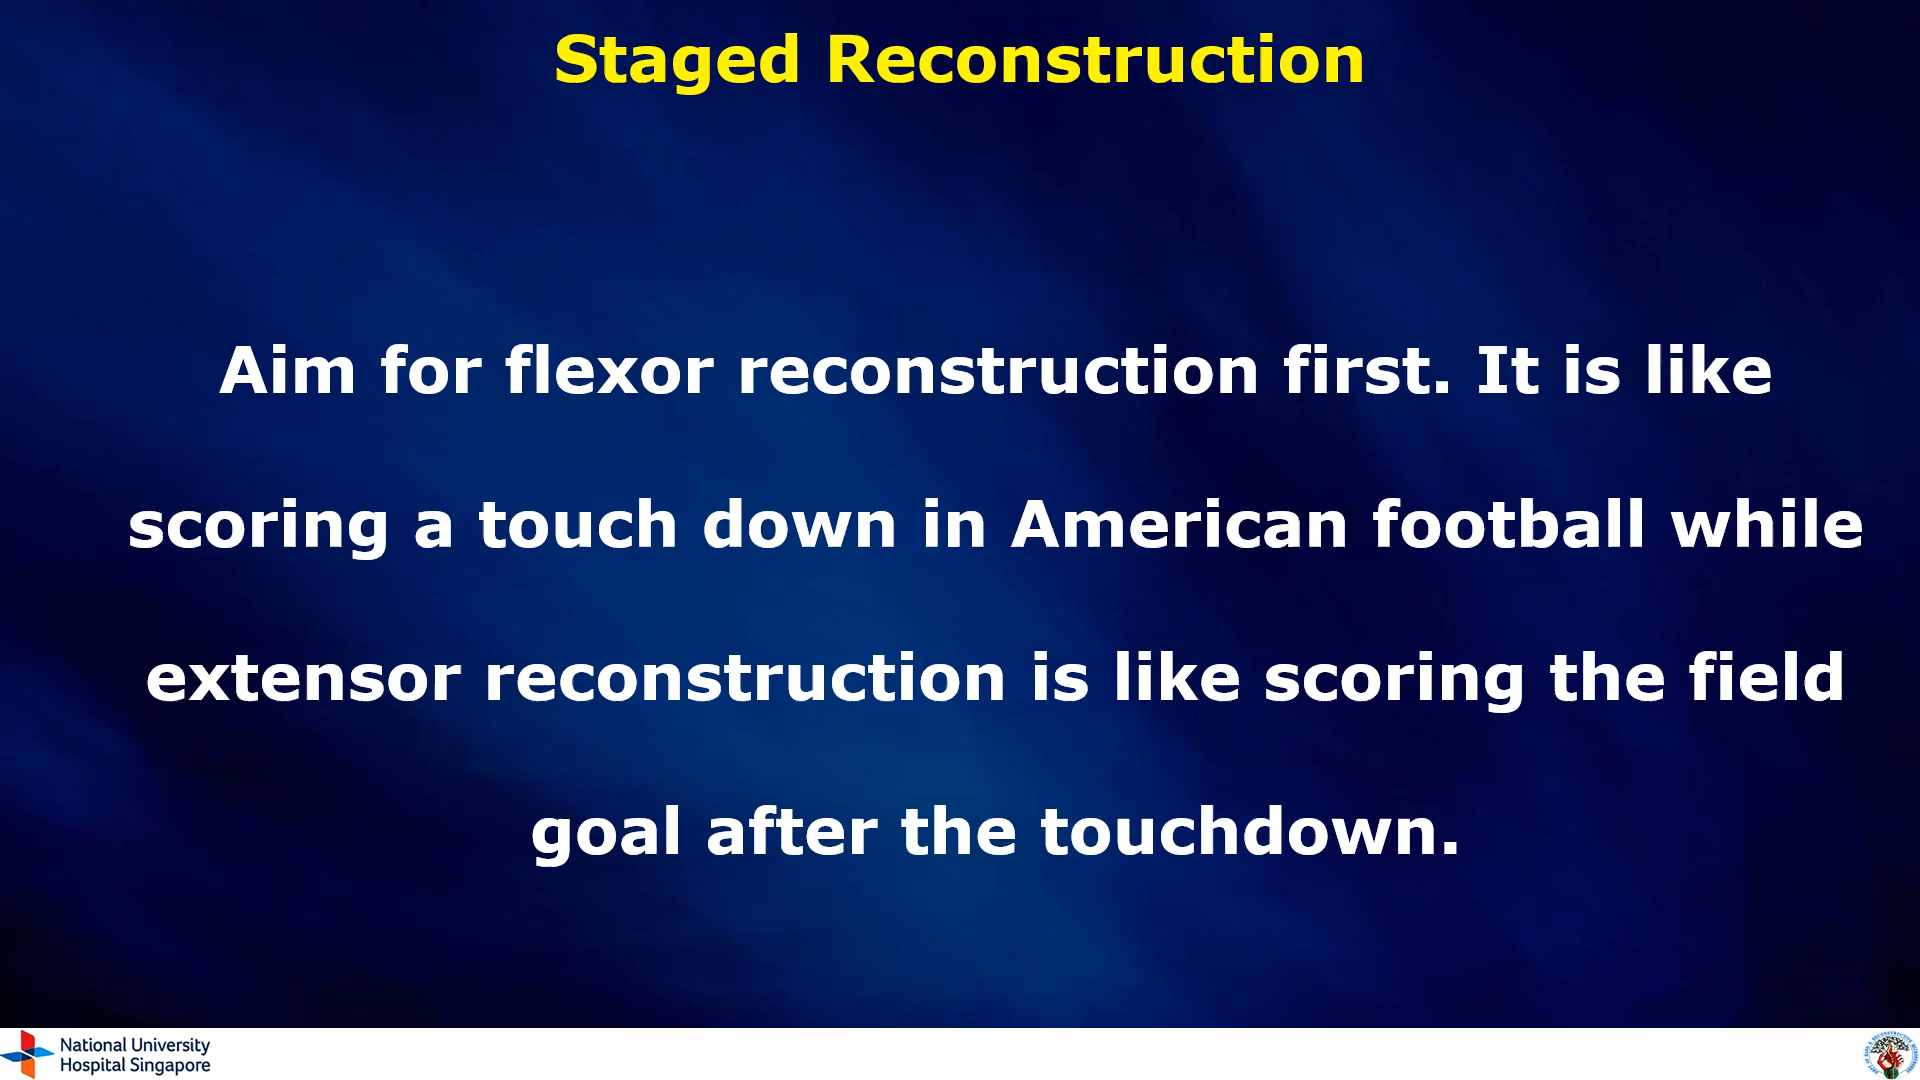 Staged Reconstruction
Aim for flexor reconstruction first. It is like
scoring a touch down in American football while
extensor reconstruction is like scoring the field
goal after the touchdown.
National University
Hospital Singapore